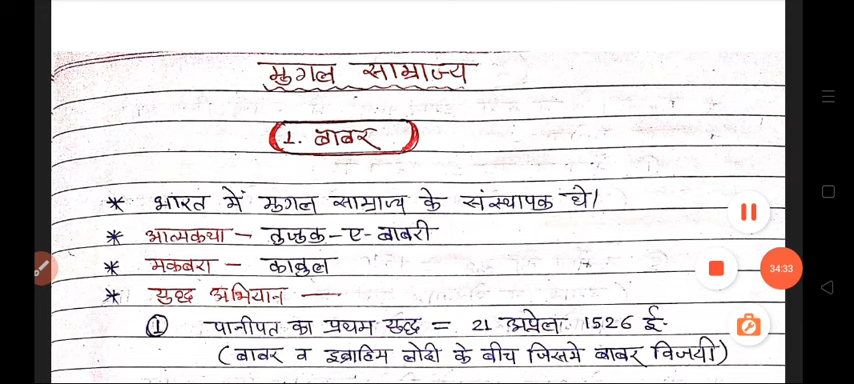 मुगल साम्राज्य
1. बाबर
* भारत में मुगल साम्राज्य के संस्थापक थे।
* आत्मकथा - तुजुक-ए-बाबरी
* मकबरा - काबुल
* युद्ध अभियान —
① पानीपत का प्रथम युद्ध = 21 अप्रेल 1526 ई.
(बाबर व इब्राहिम लोदी के बीच जिसमे बाबर विजयी)
34:33